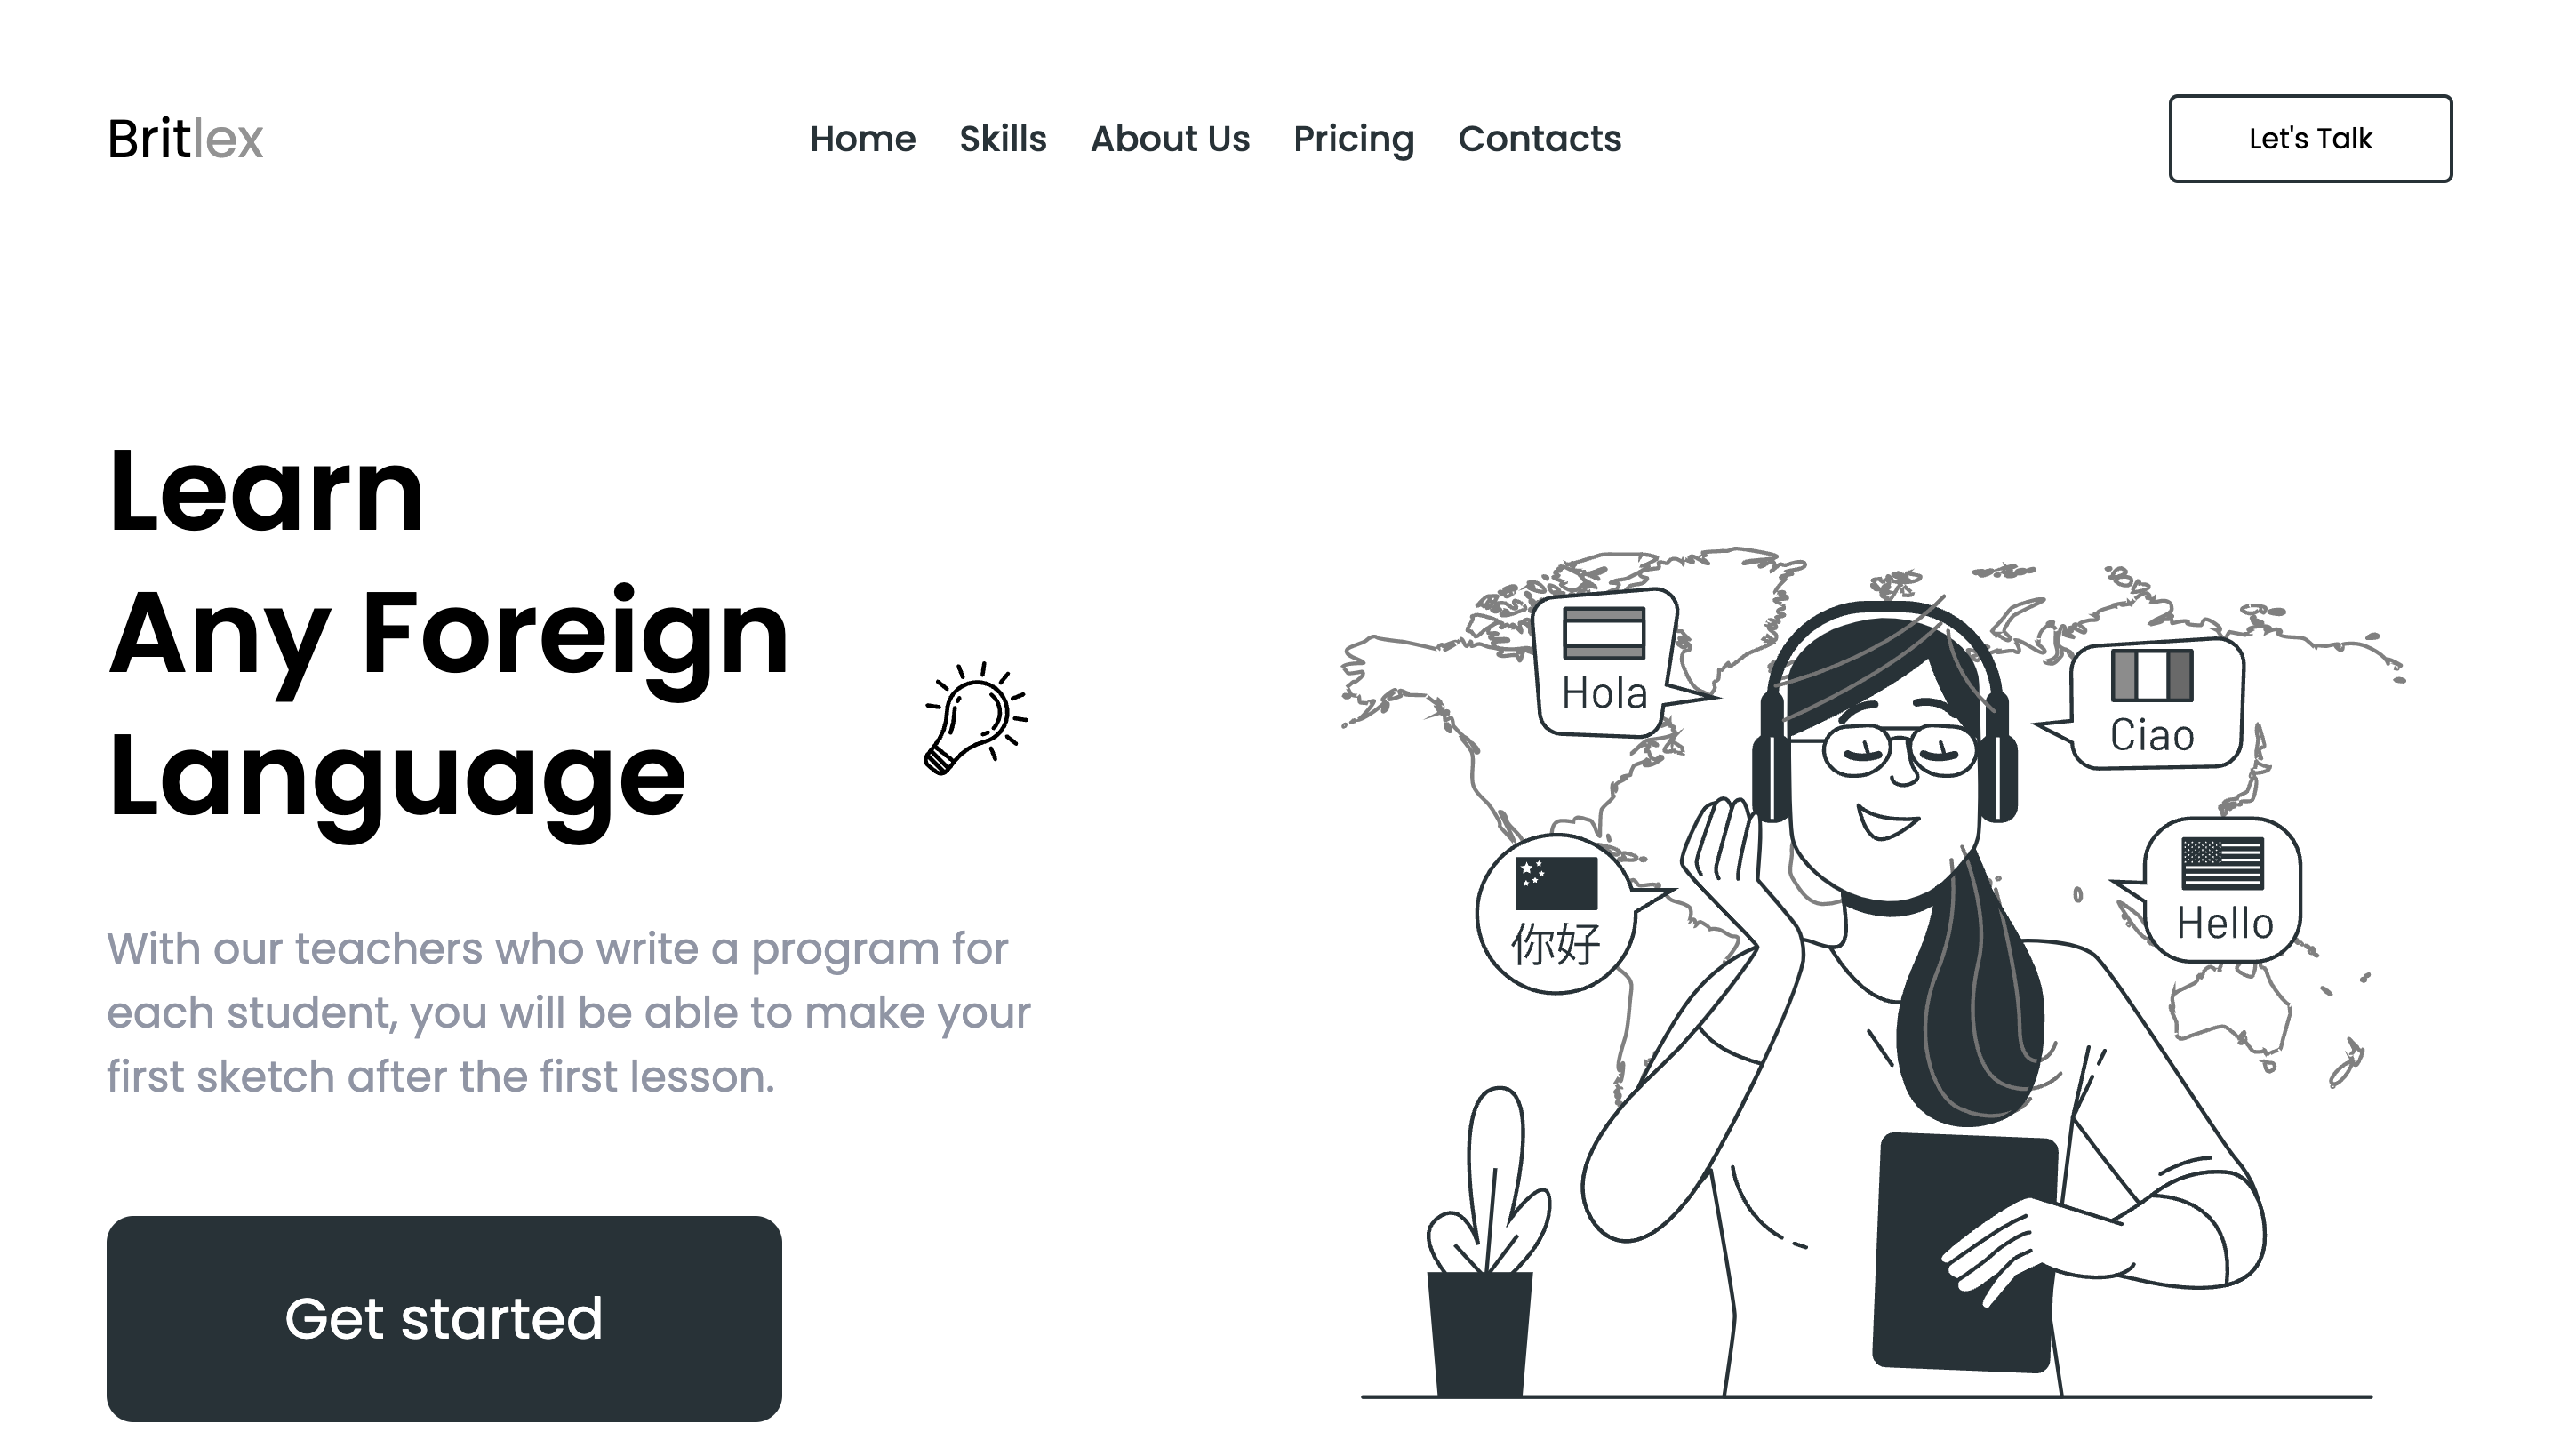 Britlex
Home Skills About Us Pricing Contacts
Let's Talk
Learn
Any Foreign
Language
With our teachers who write a program for
each student, you will be able to make your
first sketch after the first lesson.
Get started
Hola
Ciao
你好
Hello